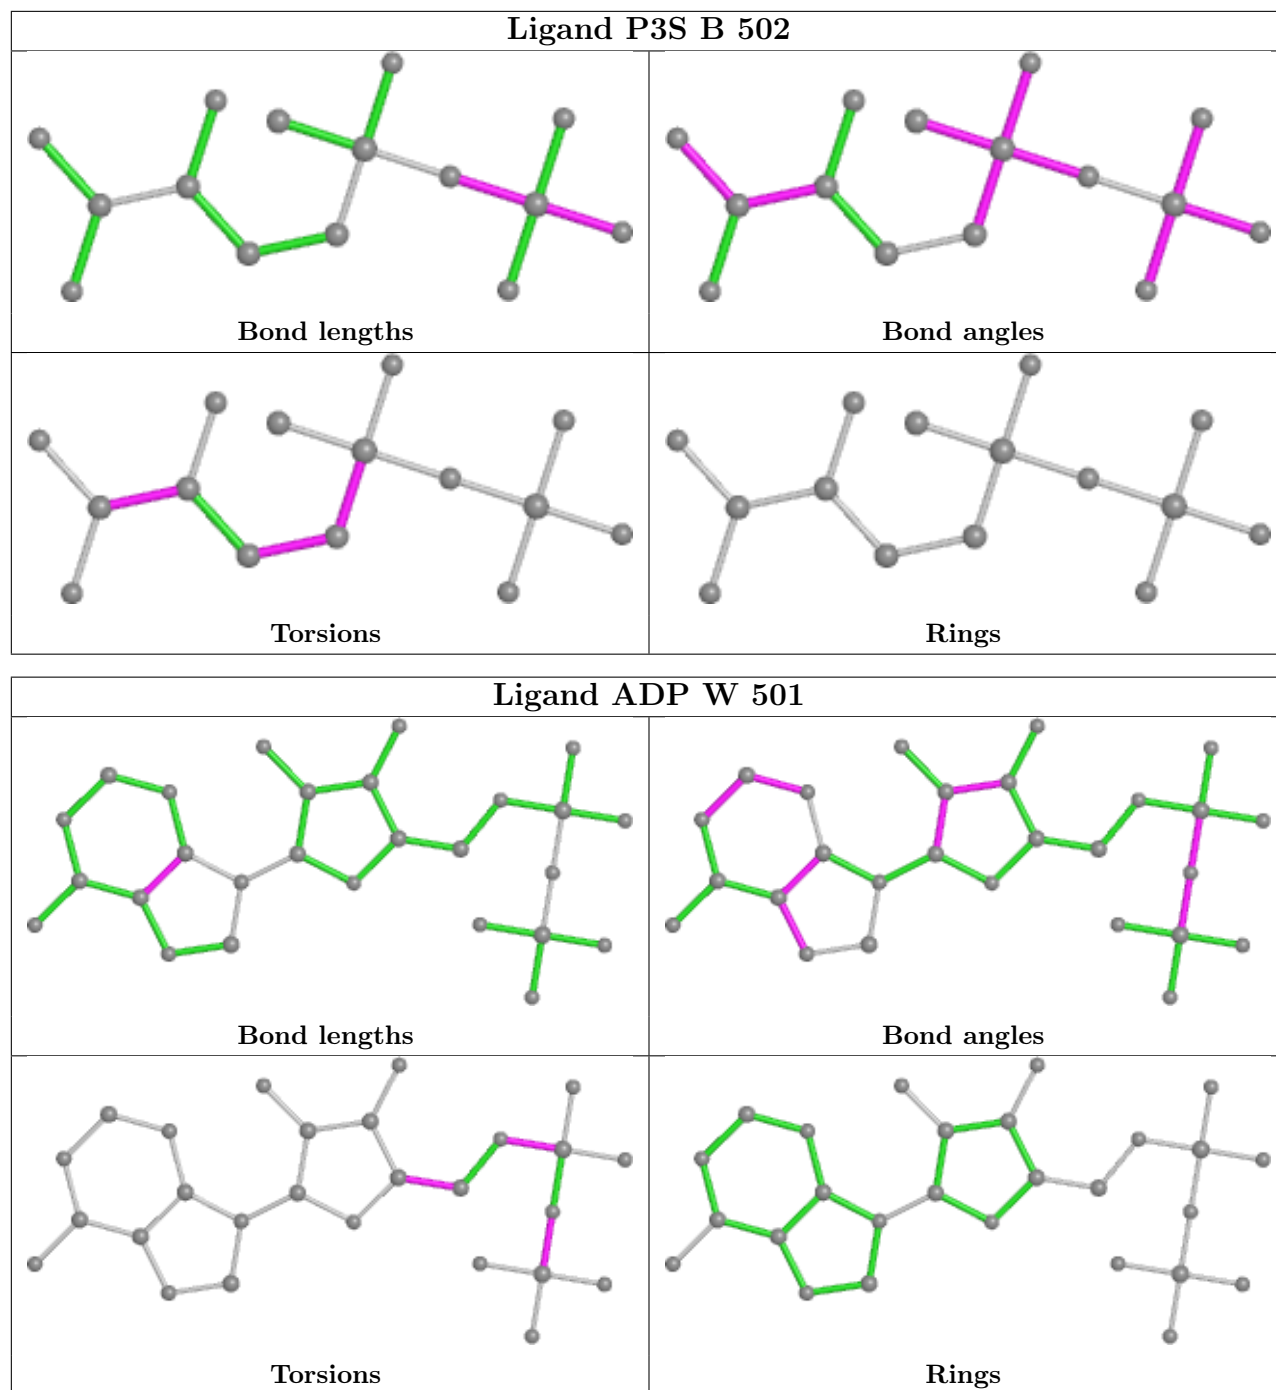 Ligand P3S B 502
Bond lengths
Bond angles
Torsions
Rings
Ligand ADP W 501
Bond lengths
Bond angles
Torsions
Rings